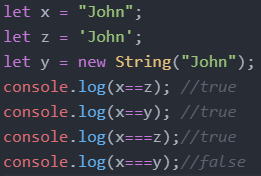 let x = "John";
let z = 'John';
let y = new String("John");
console.log(x==z); //true
console.log(x==y); //true
console.log(x===z);//true
console.log(x===y);//false